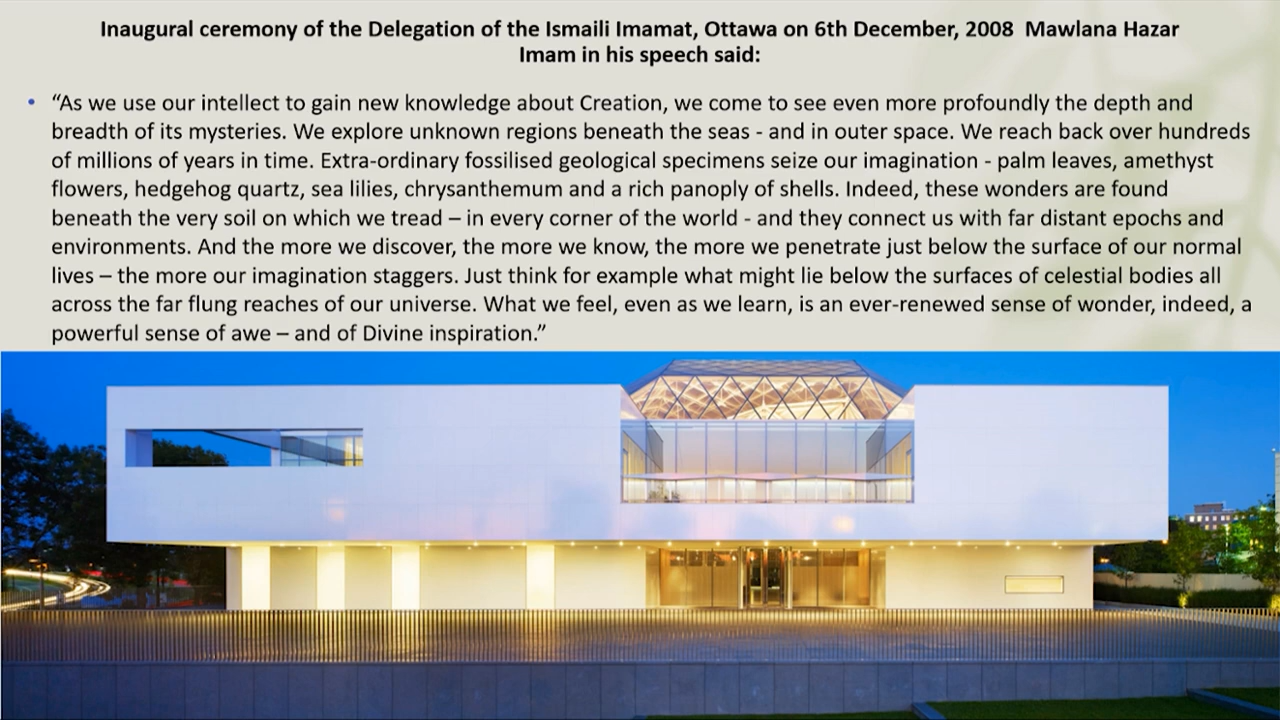 Inaugural ceremony of the Delegation of the Ismaili Imamat, Ottawa on 6th December, 2008  Mawlana Hazar
Imam in his speech said:
• “As we use our intellect to gain new knowledge about Creation, we come to see even more profoundly the depth and
breadth of its mysteries. We explore unknown regions beneath the seas - and in outer space. We reach back over hundreds
of millions of years in time. Extra-ordinary fossilised geological specimens seize our imagination - palm leaves, amethyst
flowers, hedgehog quartz, sea lilies, chrysanthemum and a rich panoply of shells. Indeed, these wonders are found
beneath the very soil on which we tread – in every corner of the world - and they connect us with far distant epochs and
environments. And the more we discover, the more we know, the more we penetrate just below the surface of our normal
lives – the more our imagination staggers. Just think for example what might lie below the surfaces of celestial bodies all
across the far flung reaches of our universe. What we feel, even as we learn, is an ever-renewed sense of wonder, indeed, a
powerful sense of awe – and of Divine inspiration.”